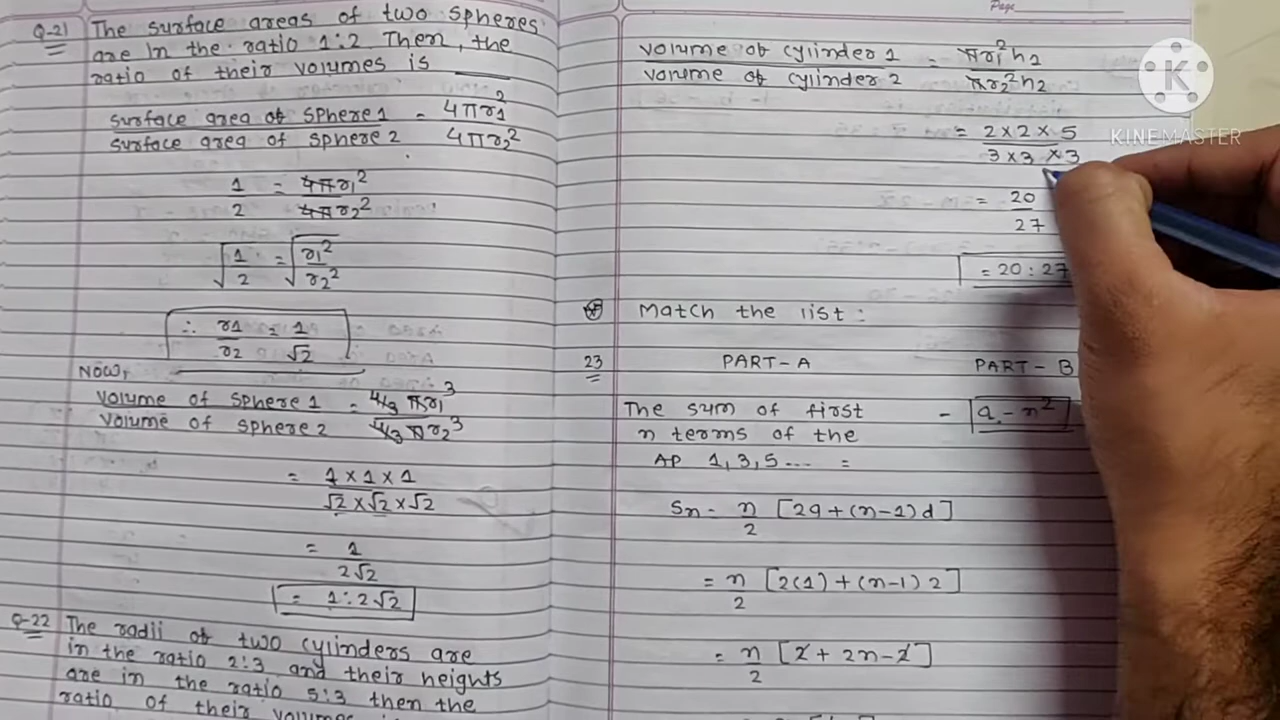 Q-21 The surface areas of two spheres
are in the ratio 1:2 Then, the
ratio of their volumes is ____
surface area of sphere 1 = 4πr1²
surface area of sphere 2 4πr2²
1 = 4πr1²
2 4πr2²
√1 = √r1²
2 r2²
∴ r1 = 1
r2 √2
NOW,
volume of sphere 1 = 4/3 πr1³
volume of sphere 2 4/3 πr2³
= 1 × 1 × 1
√2 × √2 × √2
= 1
2√2
= 1:2√2
Q-22 The radii of two cylinders are
in the ratio 2:3 and their heights
are in the ratio 5:3 then the
ratio of their volumes
Page
volume of cylinder 1 = πr1²h2
volume of cylinder 2 πr2²h2
= 2×2×5
3×3×3
= 20
27
= 20:27
Match the list:
23 PART-A PART-B
The sum of first - a - n²
n terms of the
AP 1, 3, 5 .... =
Sn - n [2a+(n-1)d]
2
= n [2(1)+(n-1)2]
2
= n [2+2n-2]
2
K
KINEMASTER